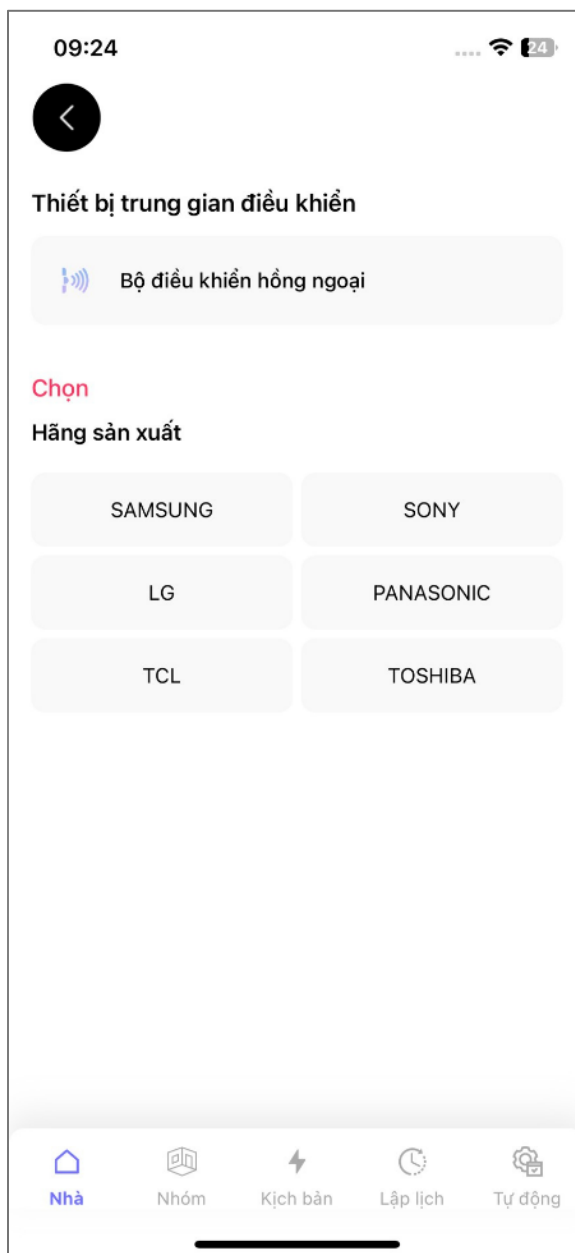 09:24
24
Thiết bị trung gian điều khiển
Bộ điều khiển hồng ngoại
Chọn
Hãng sản xuất
SAMSUNG SONY
LG PANASONIC
TCL TOSHIBA
Nhà Nhóm Kịch bản Lập lịch Tự động